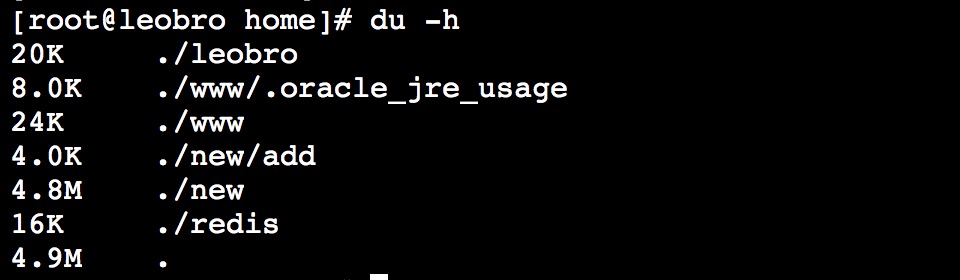 [root@leobro home]# du -h
20K     ./leobro
8.0K    ./www/.oracle_jre_usage
24K     ./www
4.0K    ./new/add
4.8M    ./new
16K     ./redis
4.9M    .